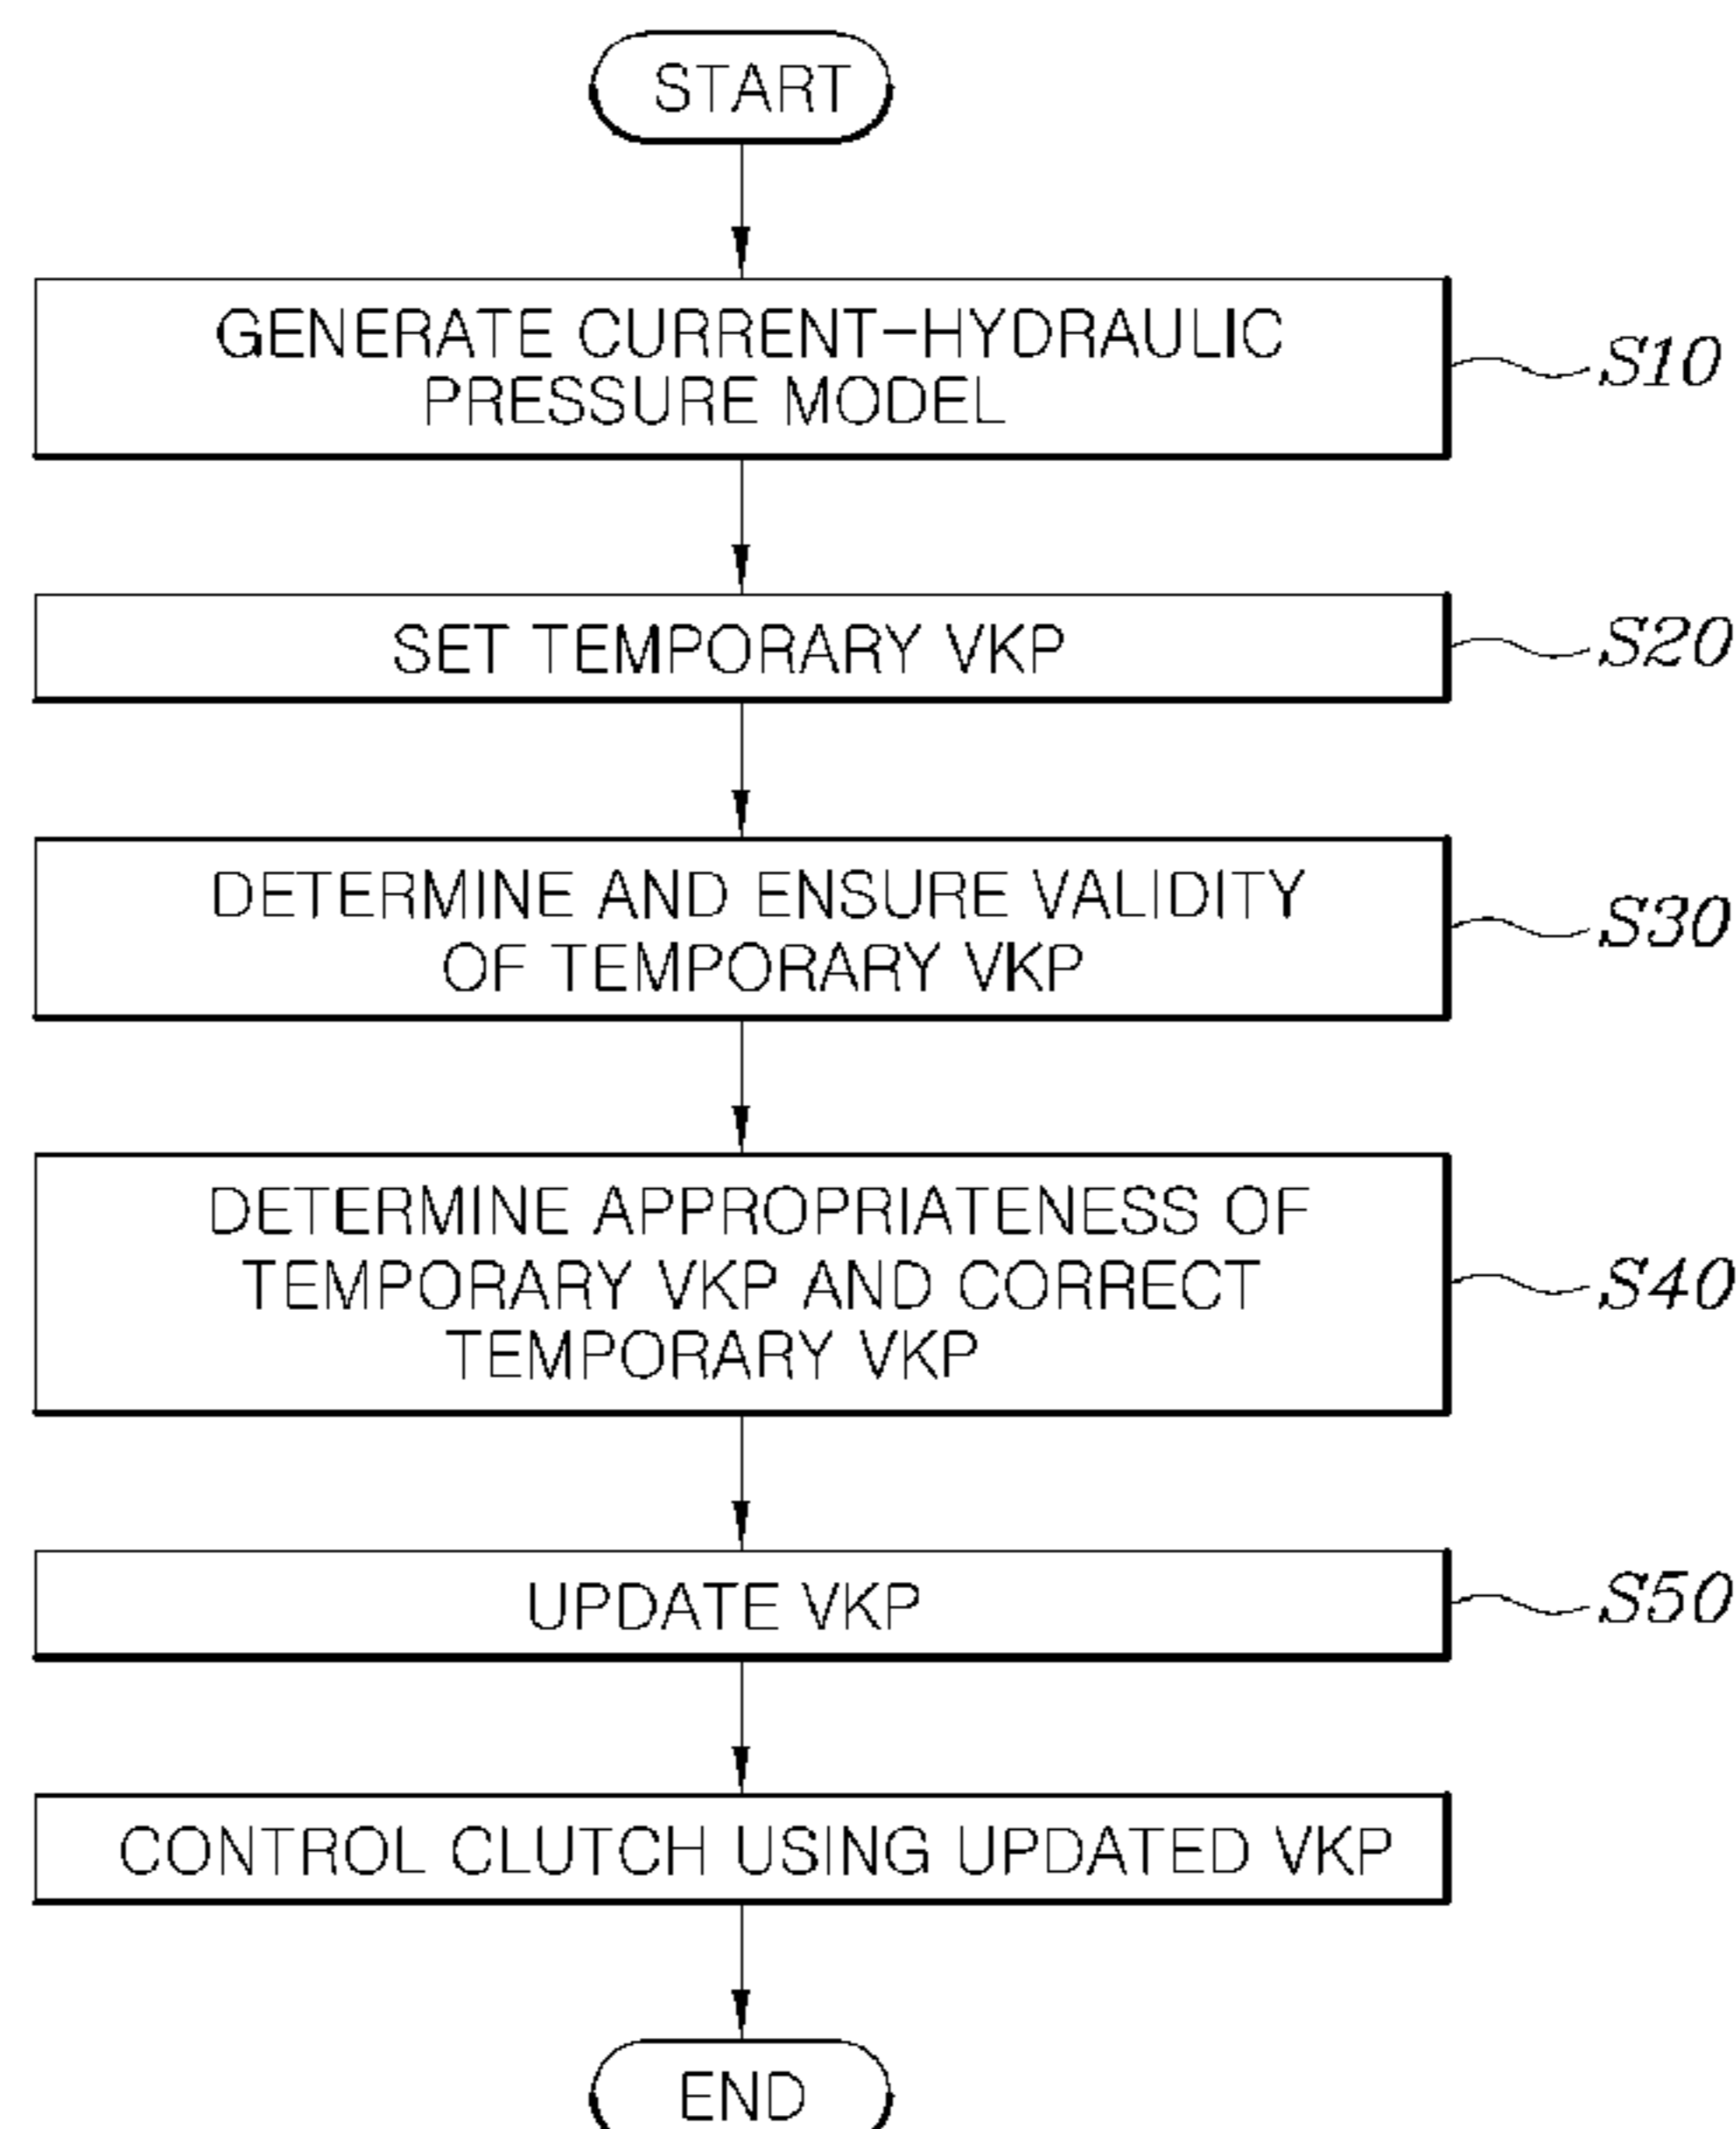 START
GENERATE CURRENT-HYDRAULIC
PRESSURE MODEL
S10
SET TEMPORARY VKP
S20
DETERMINE AND ENSURE VALIDITY
OF TEMPORARY VKP
S30
DETERMINE APPROPRIATENESS OF
TEMPORARY VKP AND CORRECT
TEMPORARY VKP
S40
UPDATE VKP
S50
CONTROL CLUTCH USING UPDATED VKP
END